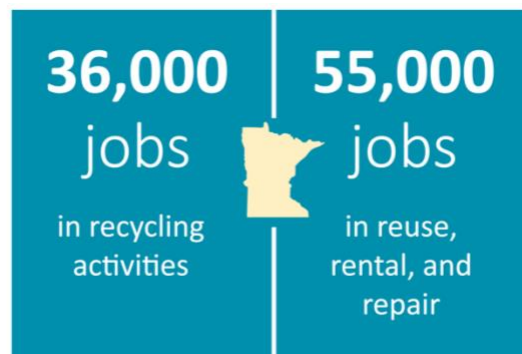 36,000
jobs
in recycling
activities
55,000
jobs
in reuse,
rental, and
repair